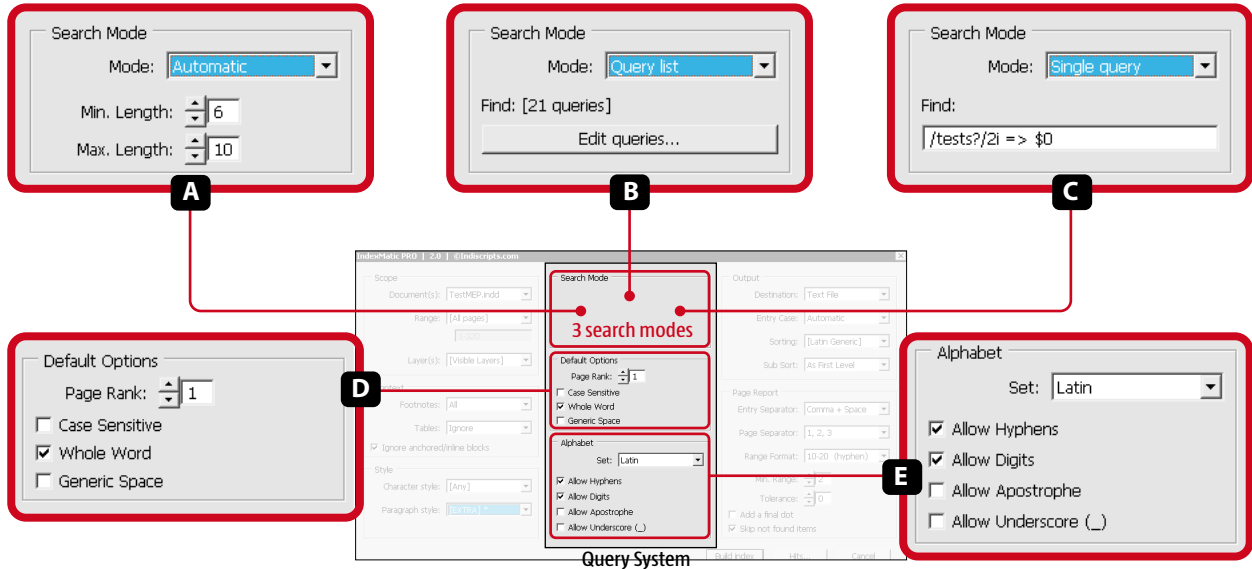 Search Mode
Mode: Automatic
Min. Length: 6
Max. Length: 10
A
Search Mode
Mode: Query list
Find: [21 queries]
Edit queries...
B
Search Mode
Mode: Single query
Find:
/tests?/2i => $0
C
IndexMatic PRO | 2.0 | ©Indiscripts.com
Scope
Document(s): TestMEP.indd
Range: [All pages]
Layer(s): [Visible Layers]
Footnotes: All
Tables: Ignore
Ignore anchored/inline blocks
Style
Character style: [Any]
Paragraph style: [EXTRA] *
Search Mode
3 search modes
Default Options
Page Rank: 1
Case Sensitive
Whole Word
Generic Space
Alphabet
Set: Latin
Allow Hyphens
Allow Digits
Allow Apostrophe
Allow Underscore (_)
Query System
Output
Destination: Text File
Entry Case: Automatic
Sorting: [Latin Generic]
Sub Sort: As First Level
Page Report
Entry Separator: Comma + Space
Page Separator: 1, 2, 3
Range Format: 10-20 (hyphen)
Min. Range: 2
Tolerance: 0
Add a final dot
Skip not found items
Build Index
Hits...
Cancel
Default Options
Page Rank: 1
Case Sensitive
Whole Word
Generic Space
D
Alphabet
Set: Latin
Allow Hyphens
Allow Digits
Allow Apostrophe
Allow Underscore (_)
E